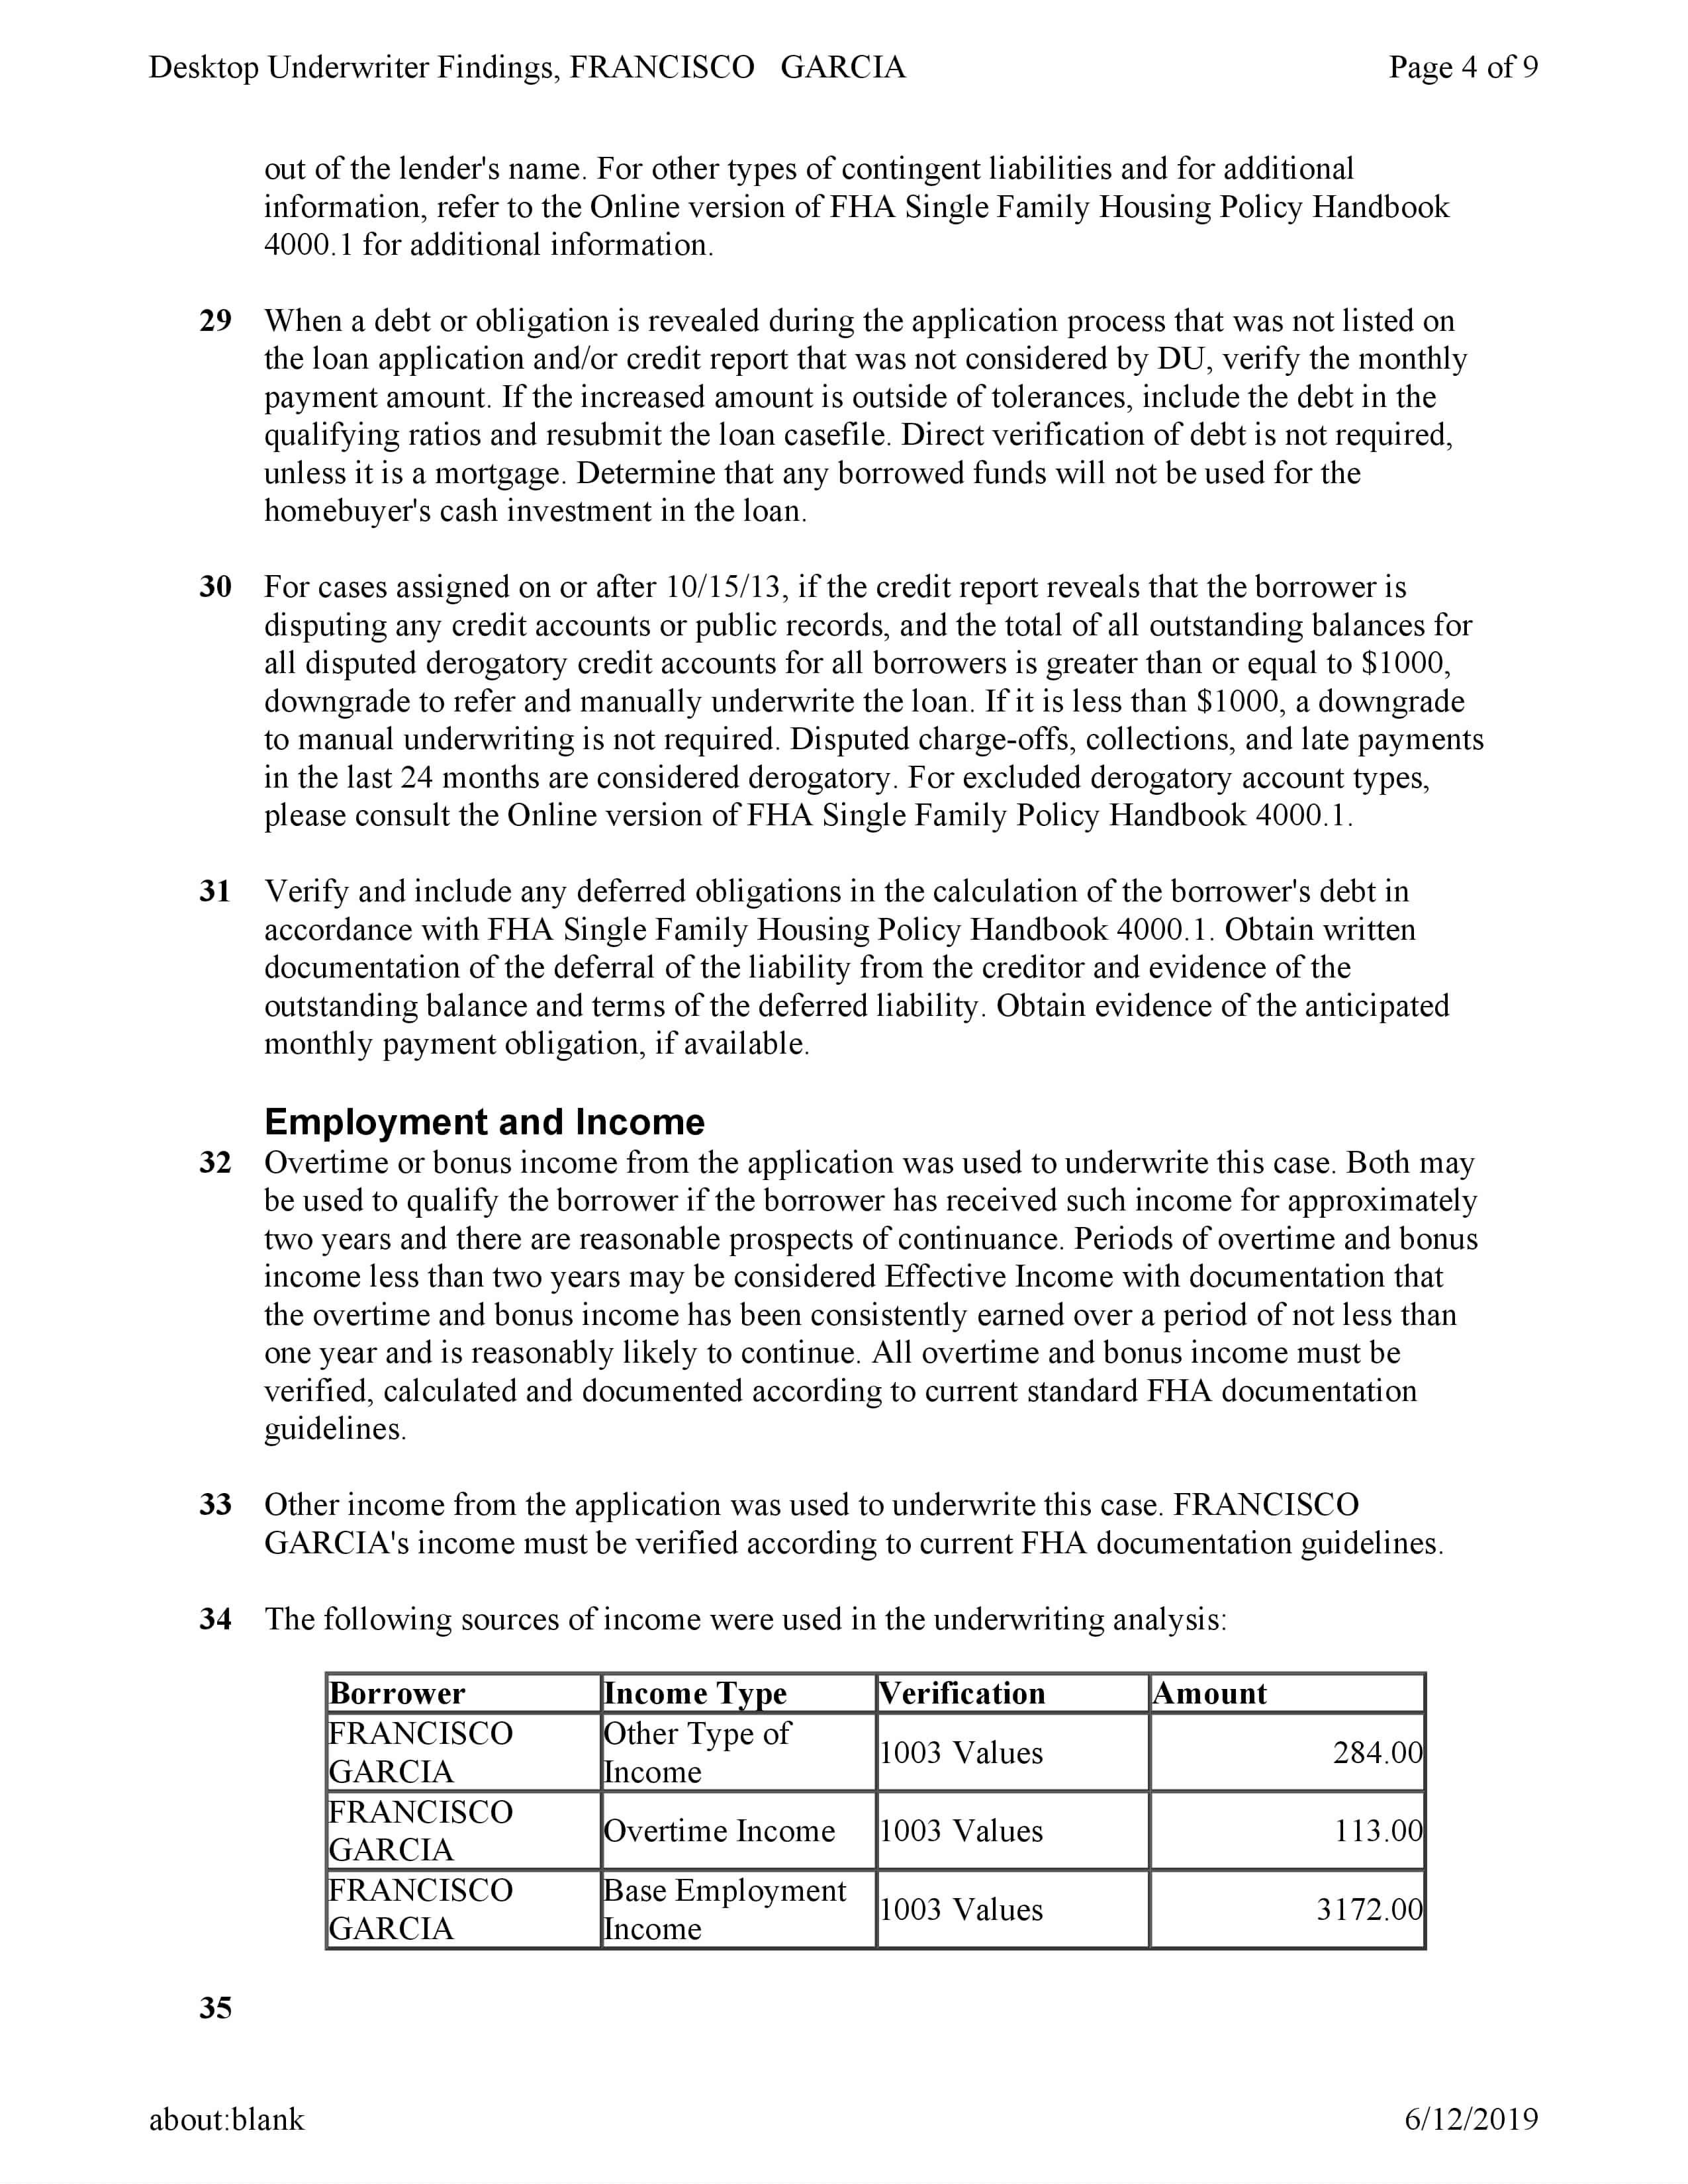 Desktop Underwriter Findings, FRANCISCO GARCIA Page 4 of 9
out of the lender's name. For other types of contingent liabilities and for additional
information, refer to the Online version of FHA Single Family Housing Policy Handbook
4000.1 for additional information.
29 When a debt or obligation is revealed during the application process that was not listed on
the loan application and/or credit report that was not considered by DU, verify the monthly
payment amount. If the increased amount is outside of tolerances, include the debt in the
qualifying ratios and resubmit the loan casefile. Direct verification of debt is not required,
unless it is a mortgage. Determine that any borrowed funds will not be used for the
homebuyer's cash investment in the loan.
30 For cases assigned on or after 10/15/13, if the credit report reveals that the borrower is
disputing any credit accounts or public records, and the total of all outstanding balances for
all disputed derogatory credit accounts for all borrowers is greater than or equal to $1000,
downgrade to refer and manually underwrite the loan. If it is less than $1000, a downgrade
to manual underwriting is not required. Disputed charge-offs, collections, and late payments
in the last 24 months are considered derogatory. For excluded derogatory account types,
please consult the Online version of FHA Single Family Policy Handbook 4000.1.
31 Verify and include any deferred obligations in the calculation of the borrower's debt in
accordance with FHA Single Family Housing Policy Handbook 4000.1. Obtain written
documentation of the deferral of the liability from the creditor and evidence of the
outstanding balance and terms of the deferred liability. Obtain evidence of the anticipated
monthly payment obligation, if available.
Employment and Income
32 Overtime or bonus income from the application was used to underwrite this case. Both may
be used to qualify the borrower if the borrower has received such income for approximately
two years and there are reasonable prospects of continuance. Periods of overtime and bonus
income less than two years may be considered Effective Income with documentation that
the overtime and bonus income has been consistently earned over a period of not less than
one year and is reasonably likely to continue. All overtime and bonus income must be
verified, calculated and documented according to current standard FHA documentation
guidelines.
33 Other income from the application was used to underwrite this case. FRANCISCO
GARCIA's income must be verified according to current FHA documentation guidelines.
34 The following sources of income were used in the underwriting analysis:
Borrower Income Type Verification Amount
FRANCISCO GARCIA Other Type of Income 1003 Values 284.00
FRANCISCO GARCIA Overtime Income 1003 Values 113.00
FRANCISCO GARCIA Base Employment Income 1003 Values 3172.00
35
about:blank 6/12/2019